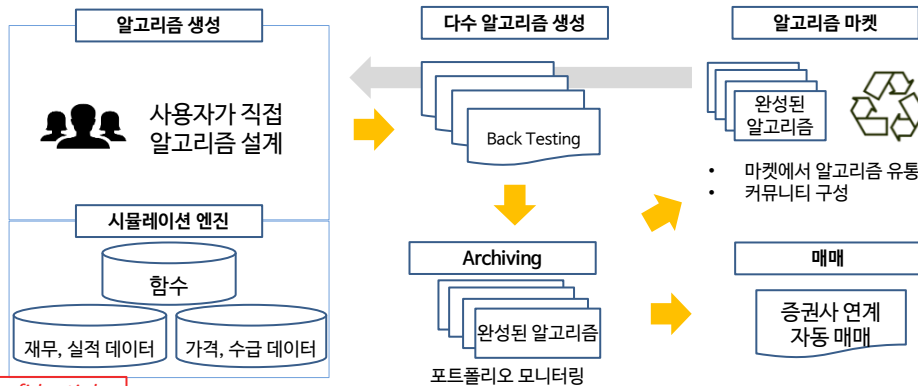 알고리즘 생성
다수 알고리즘 생성
알고리즘 마켓
사용자가 직접
알고리즘 설계
Back Testing
완성된
알고리즘
• 마켓에서 알고리즘 유통
• 커뮤니티 구성
시뮬레이션 엔진
함수
재무, 실적 데이터
가격, 수급 데이터
Archiving
완성된 알고리즘
포트폴리오 모니터링
매매
증권사 연계
자동 매매